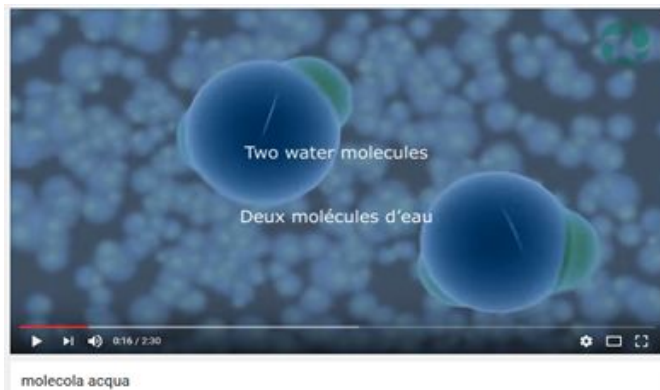 Two water molecules
Deux molécules d'eau
0:16 / 2:30
molecola acqua